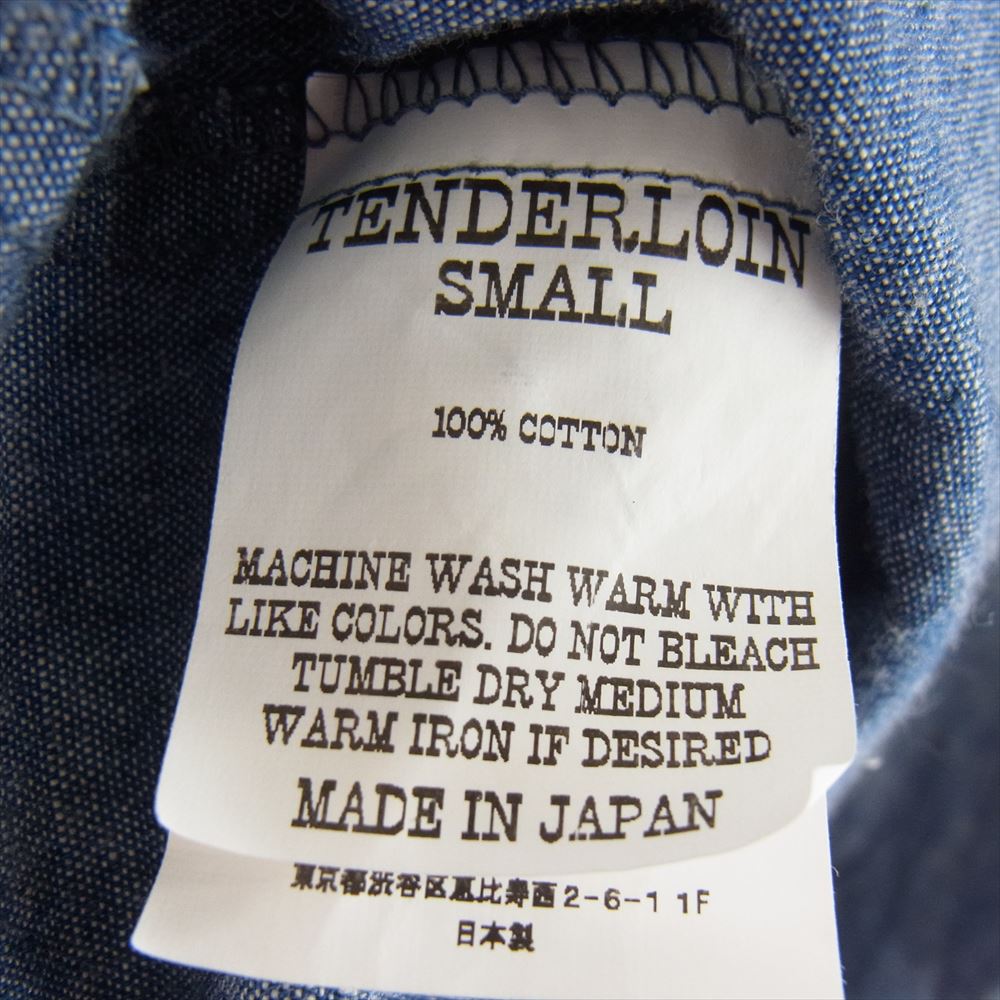 TENDERLOIN
SMALL
100% COTTON
MACHINE WASH WARM WITH
LIKE COLORS. DO NOT BLEACH
TUMBLE DRY MEDIUM
WARM IRON IF DESIRED
MADE IN JAPAN
東京都渋谷区恵比寿西2-6-1 1F
日本製